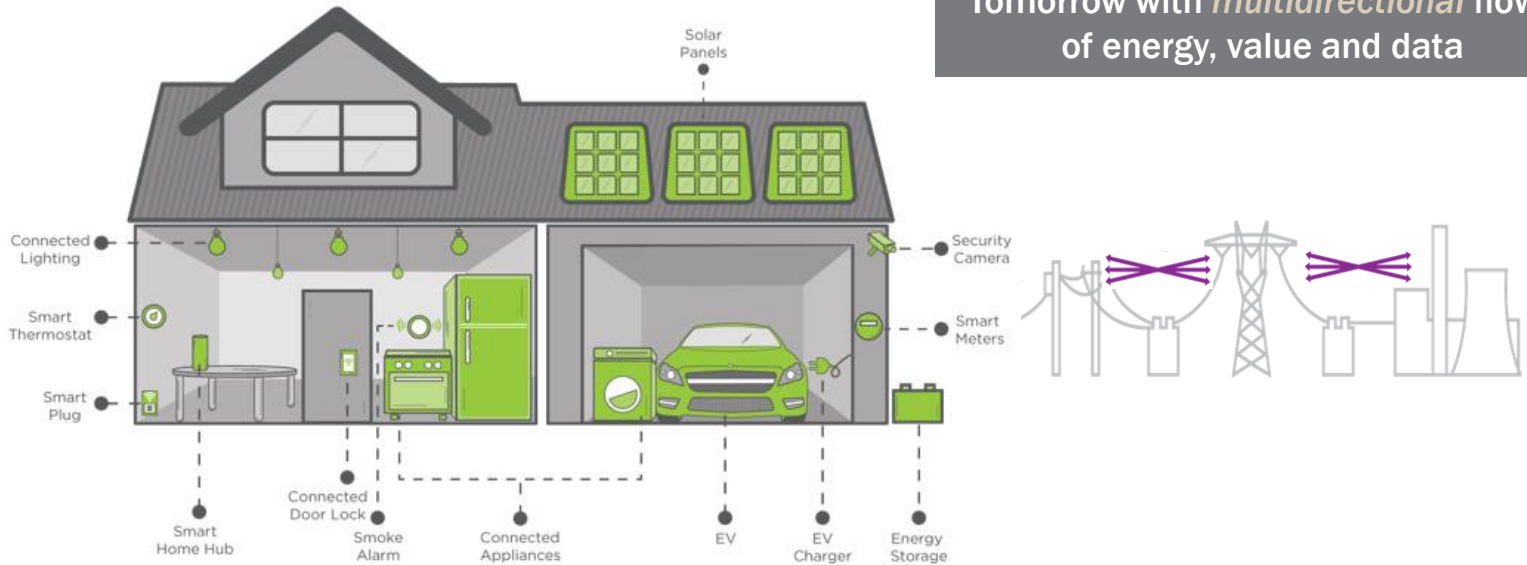 Tomorrow with multidirectional flow
of energy, value and data
Solar
Panels
Connected
Lighting
Security
Camera
Smart
Thermostat
Smart
Meters
Smart
Plug
Smart
Home Hub
Connected
Door Lock
Smoke
Alarm
Connected
Appliances
EV
EV
Charger
Energy
Storage